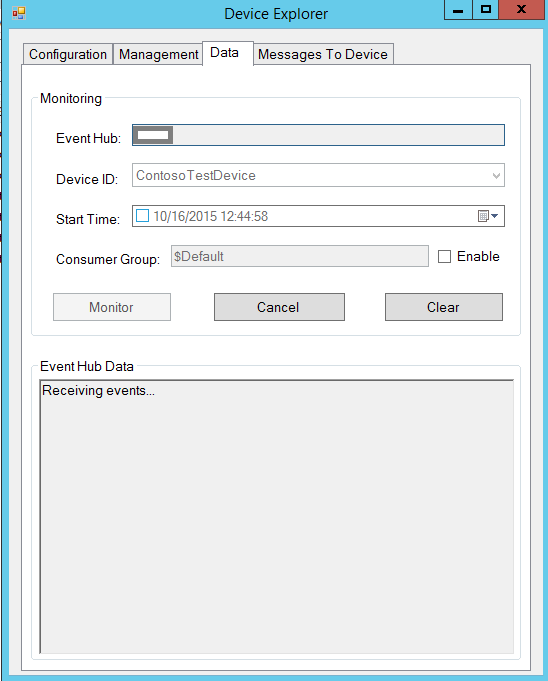 Device Explorer
Configuration Management Data Messages To Device
Monitoring
Event Hub:
Device ID: ContosoTestDevice
Start Time: 10/16/2015 12:44:58
Consumer Group: $Default Enable
Monitor Cancel Clear
Event Hub Data
Receiving events...